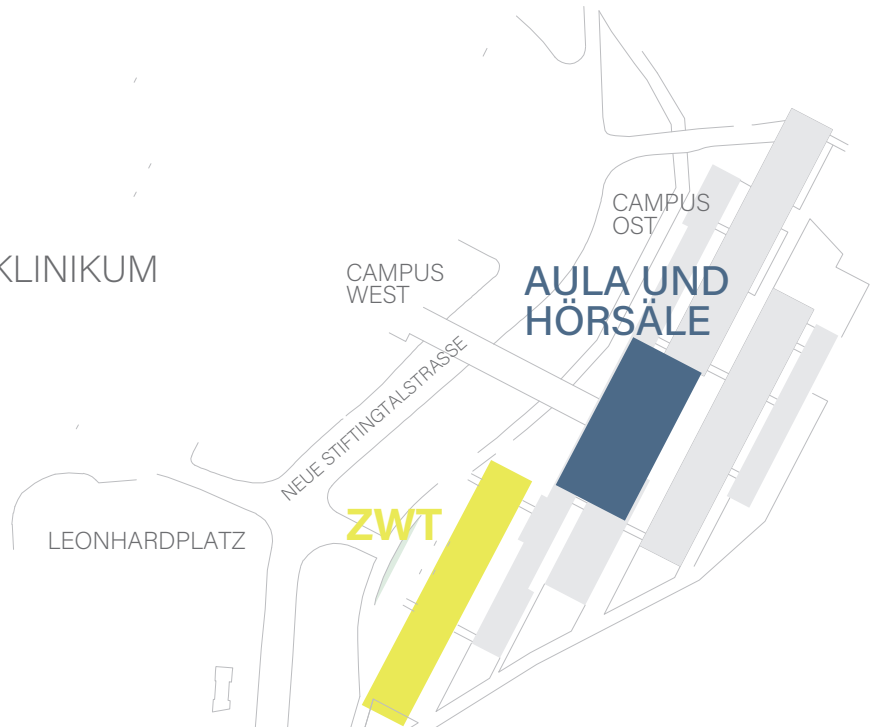 CAMPUS
OST
KLINIKUM
CAMPUS
WEST
AULA UND
HÖRSÄLE
NEUE STIFTINGTALSTRASSE
ZWT
LEONHARDPLATZ